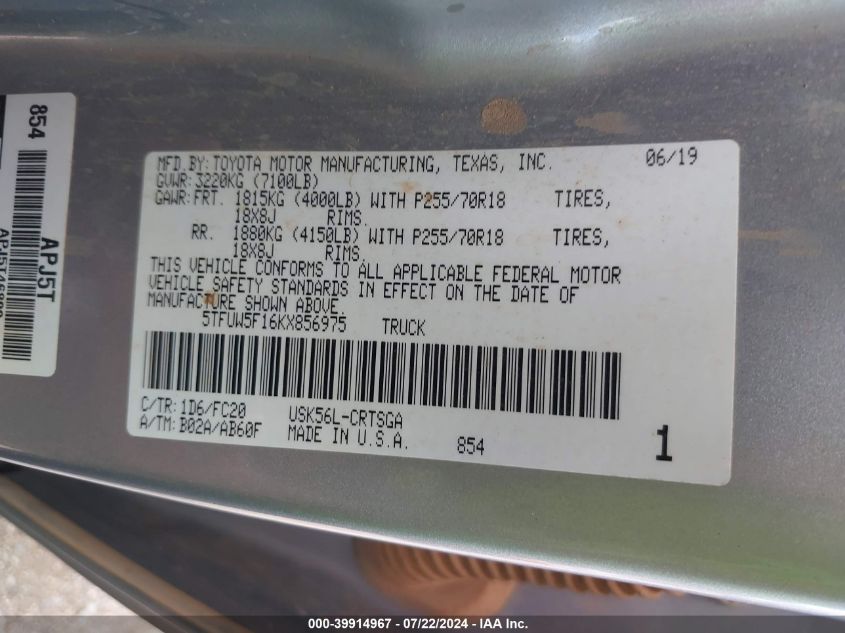 854
APJ5T
MFD.BY:TOYOTA MOTOR MANUFACTURING, TEXAS, INC. 06/19
GVWR:3220KG (7100LB)
GAWR:FRT. 1815KG (4000LB) WITH P255/70R18 TIRES,
18X8J RIMS.
RR. 1880KG (4150LB) WITH P255/70R18 TIRES,
18X8J RIMS.
THIS VEHICLE CONFORMS TO ALL APPLICABLE FEDERAL MOTOR
VEHICLE SAFETY STANDARDS IN EFFECT ON THE DATE OF
MANUFACTURE SHOWN ABOVE.
5TFUW5F16KX856975 TRUCK
C/TR:1D6/FC20 USK56L-CRTSGA
A/TM:B02A/AB60F MADE IN U.S.A. 854 1
000-39914967 - 07/22/2024 - IAA Inc.